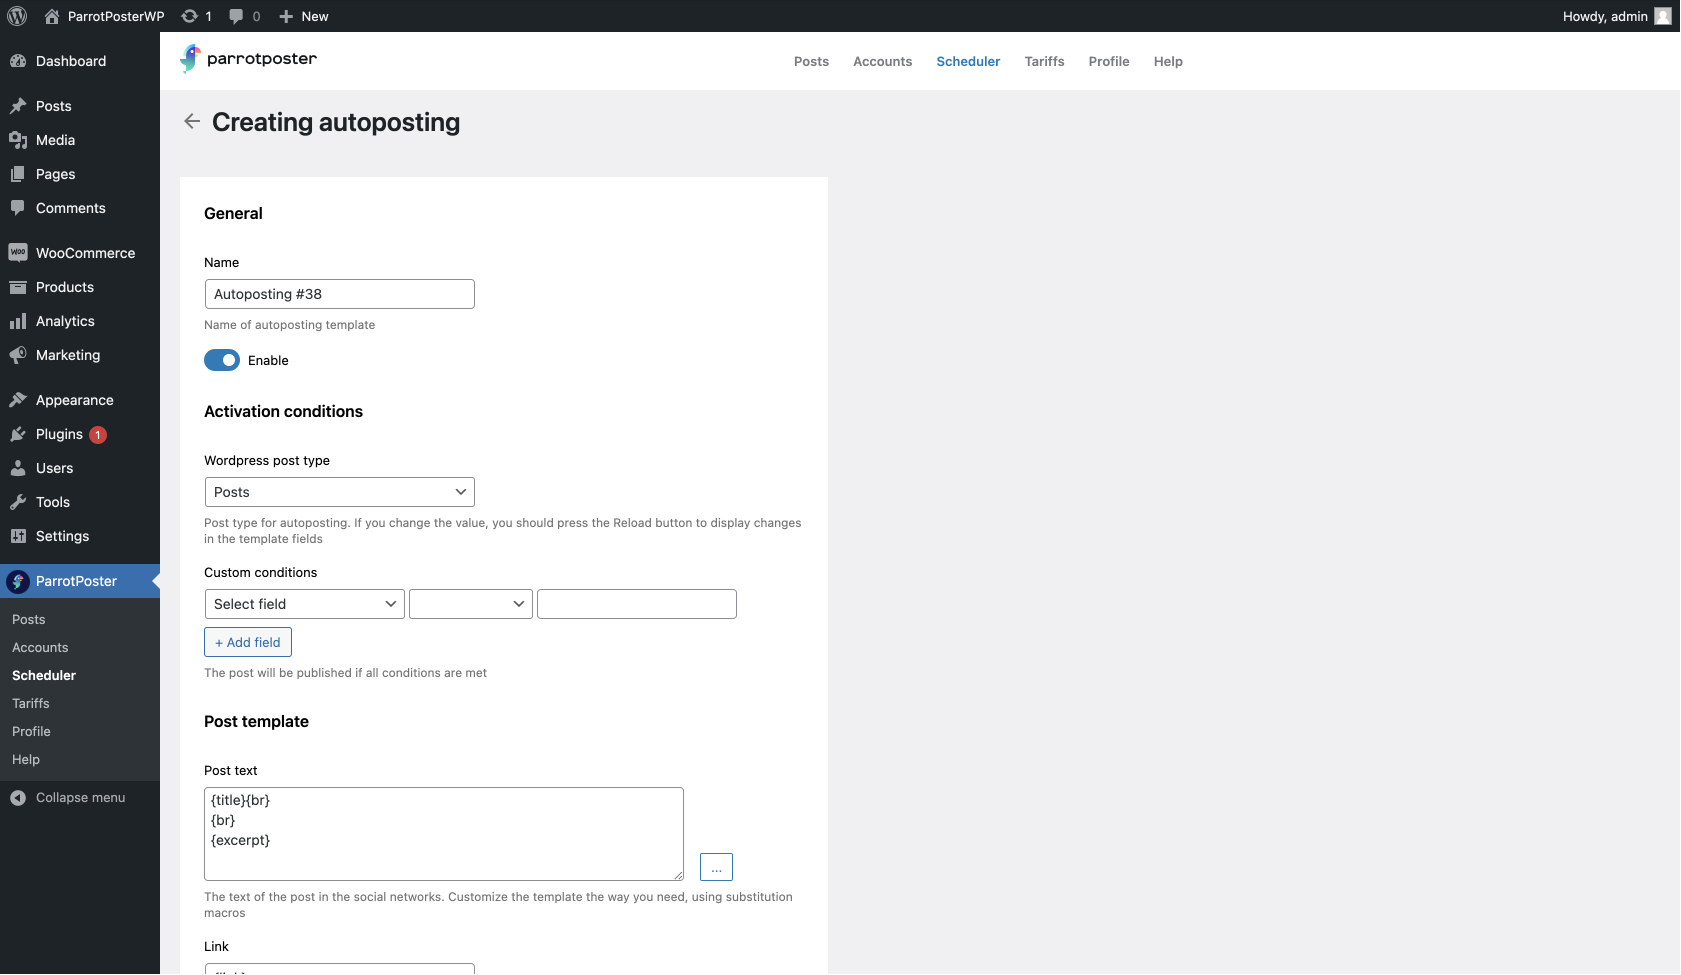 ParrotPosterWP
1
0
New
Howdy, admin
Dashboard
Posts
Media
Pages
Comments
Woo
WooCommerce
Products
Analytics
Marketing
Appearance
Plugins 1
Users
Tools
Settings
ParrotPoster
Posts
Accounts
Scheduler
Tariffs
Profile
Help
Collapse menu
parrotposter
Posts
Accounts
Scheduler
Tariffs
Profile
Help
Creating autoposting
General
Name
Autoposting #38
Name of autoposting template
Enable
Activation conditions
Wordpress post type
Posts
Post type for autoposting. If you change the value, you should press the Reload button to display changes
in the template fields
Custom conditions
Select field
+ Add field
The post will be published if all conditions are met
Post template
Post text
{title}{br}
{br}
{excerpt}
...
The text of the post in the social networks. Customize the template the way you need, using substitution
macros
Link